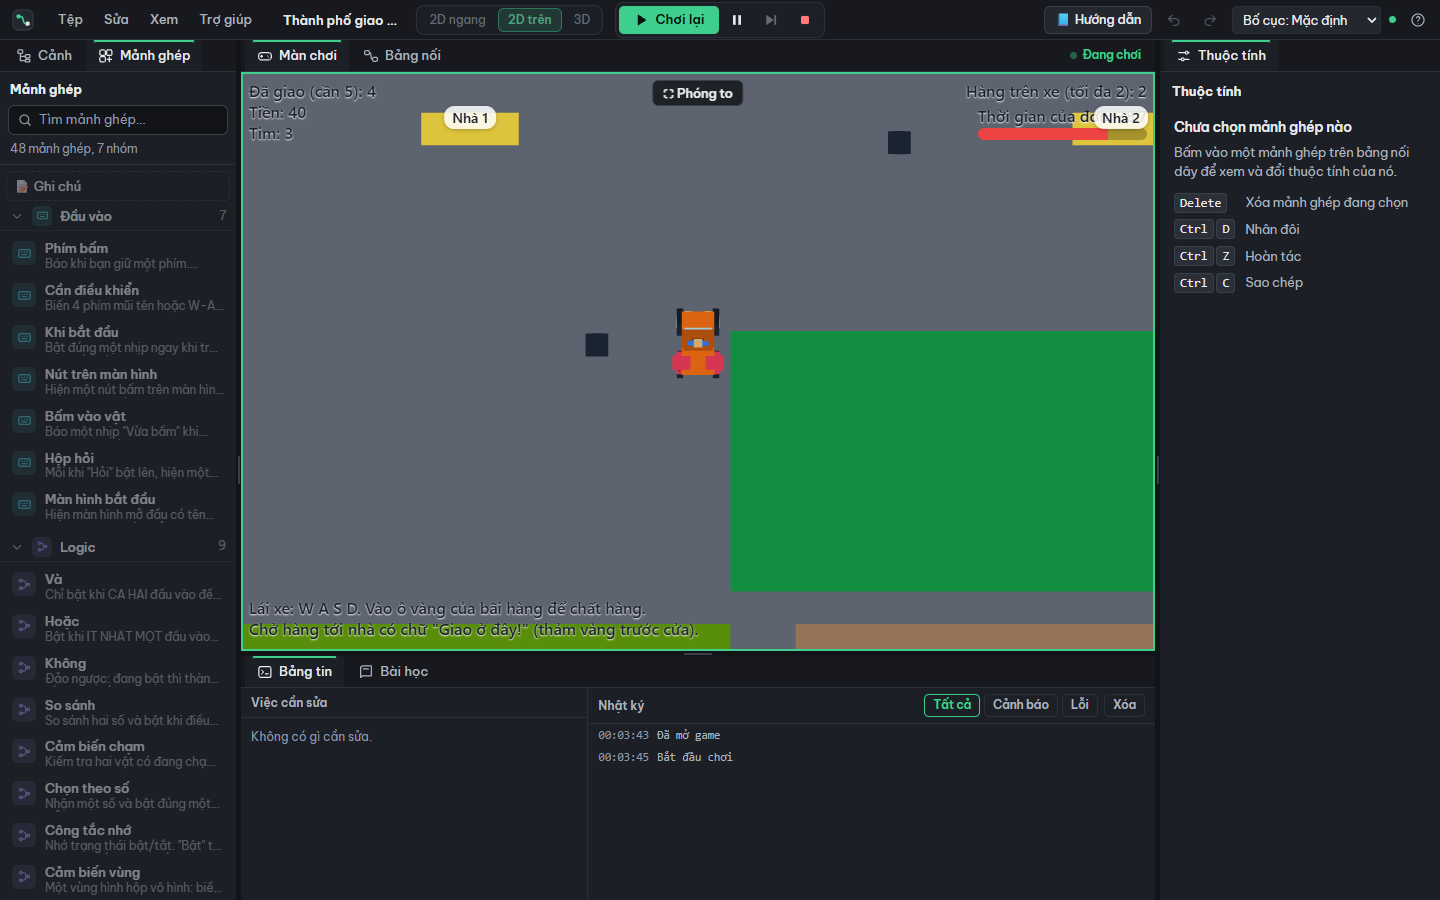 Tệp Sửa Xem Trợ giúp Thành phố giao ... 2D ngang 2D trên 3D Chơi lại Hướng dẫn Bố cục: Mặc định
Cảnh Mảnh ghép
Mảnh ghép
Tìm mảnh ghép...
48 mảnh ghép, 7 nhóm
Ghi chú
Đầu vào 7
Phím bấm
Báo khi bạn giữ một phím....
Cần điều khiển
Biến 4 phím mũi tên hoặc W-A...
Khi bắt đầu
Bật đúng một nhịp ngay khi tr...
Nút trên màn hình
Hiện một nút bấm trên màn hìn...
Bấm vào vật
Báo một nhịp "Vừa bấm" khi...
Hộp hỏi
Mỗi khi "Hỏi" bật lên, hiện một...
Màn hình bắt đầu
Hiện màn hình mở đầu có tên...
Logic 9
Và
Chỉ bật khi CẢ HAI đầu vào đề...
Hoặc
Bật khi ÍT NHẤT MỘT đầu vào...
Không
Đảo ngược: đang bật thì thàn...
So sánh
So sánh hai số và bật khi điều...
Cảm biến chạm
Kiểm tra hai vật có đang chạ...
Chọn theo số
Nhận một số và bật đúng một...
Công tắc nhớ
Nhớ trạng thái bật/tắt. "Bật" t...
Cảm biến vùng
Một vùng hình hộp vô hình: biế...
Màn chơi Bảng nối Đang chơi
Đã giao (cần 5): 4
Tiền: 40
Tim: 3
Nhà 1
Phóng to
Hàng trên xe (tối đa 2): 2
Thời gian của
Nhà 2
Lái xe: W A S D. Vào ô vàng của bãi hàng để chất hàng.
Chở hàng tới nhà có chữ "Giao ở đây!" (thảm vàng trước cửa).
Bảng tin Bài học
Việc cần sửa
Không có gì cần sửa.
Nhật ký Tất cả Cảnh báo Lỗi Xóa
00:03:43 Đã mở game
00:03:45 Bắt đầu chơi
Thuộc tính
Thuộc tính
Chưa chọn mảnh ghép nào
Bấm vào một mảnh ghép trên bảng nối
dây để xem và đổi thuộc tính của nó.
Delete Xóa mảnh ghép đang chọn
Ctrl D Nhân đôi
Ctrl Z Hoàn tác
Ctrl C Sao chép